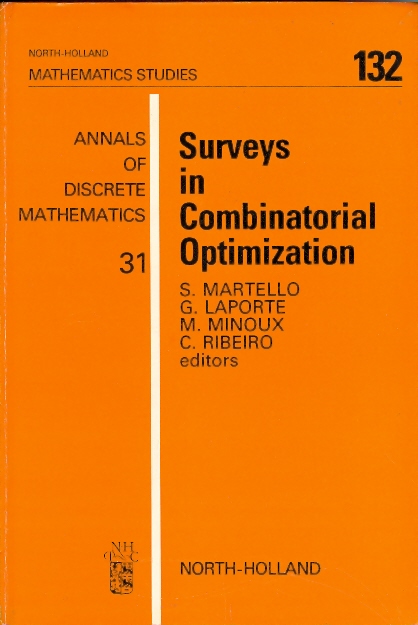 NORTH-HOLLAND
MATHEMATICS STUDIES
132
ANNALS
OF
DISCRETE
MATHEMATICS
31
Surveys
in
Combinatorial
Optimization
S. MARTELLO
G. LAPORTE
M. MINOUX
C. RIBEIRO
editors
NORTH-HOLLAND